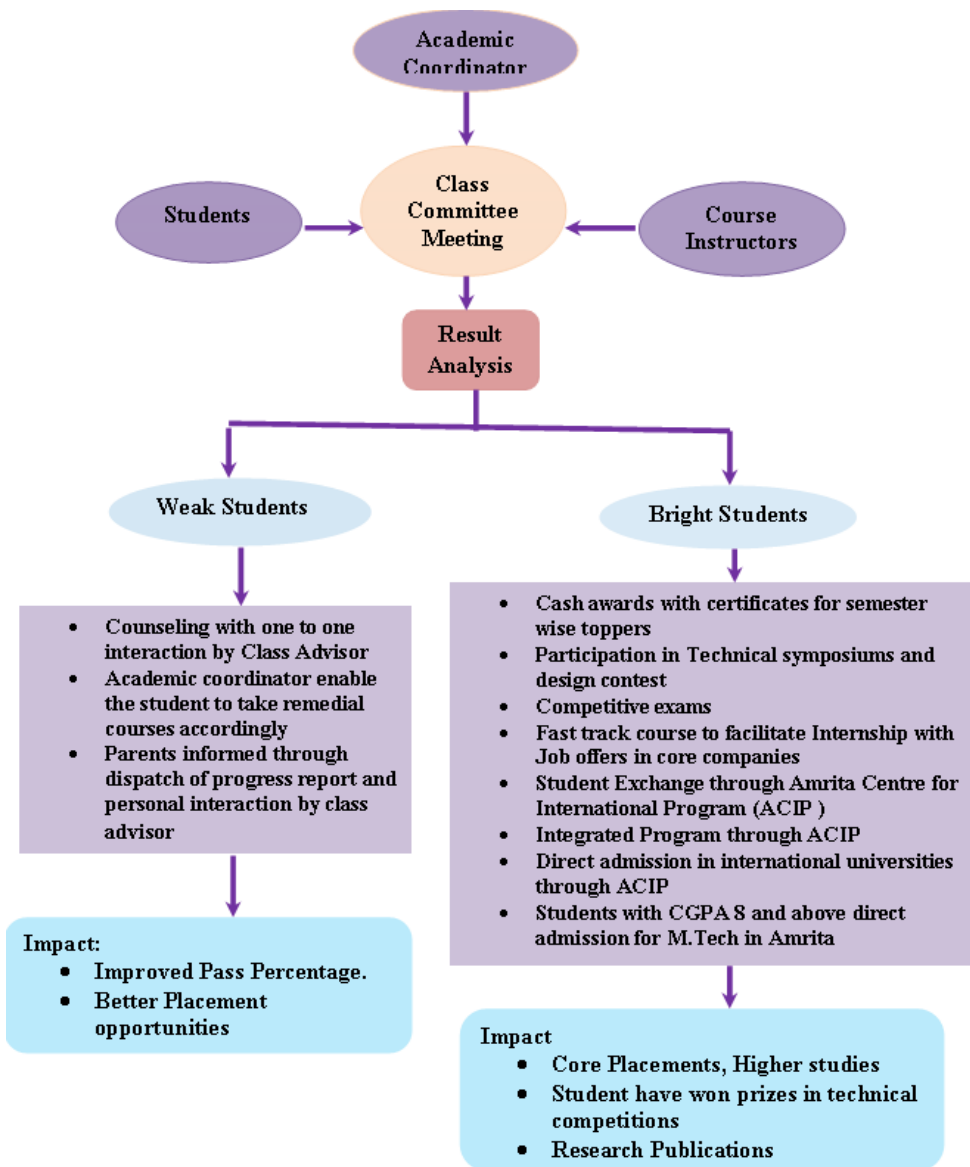 Academic
Coordinator
Class
Committee
Meeting
Students
Course
Instructors
Result
Analysis
Weak Students
Bright Students
• Counseling with one to one
interaction by Class Advisor
• Academic coordinator enable
the student to take remedial
courses accordingly
• Parents informed through
dispatch of progress report and
personal interaction by class
advisor
Impact:
• Improved Pass Percentage.
• Better Placement
opportunities
• Cash awards with certificates for semester
wise toppers
• Participation in Technical symposiums and
design contest
• Competitive exams
• Fast track course to facilitate Internship with
Job offers in core companies
• Student Exchange through Amrita Centre for
International Program (ACIP )
• Integrated Program through ACIP
• Direct admission in international universities
through ACIP
• Students with CGPA 8 and above direct
admission for M.Tech in Amrita
Impact
• Core Placements, Higher studies
• Student have won prizes in technical
competitions
• Research Publications